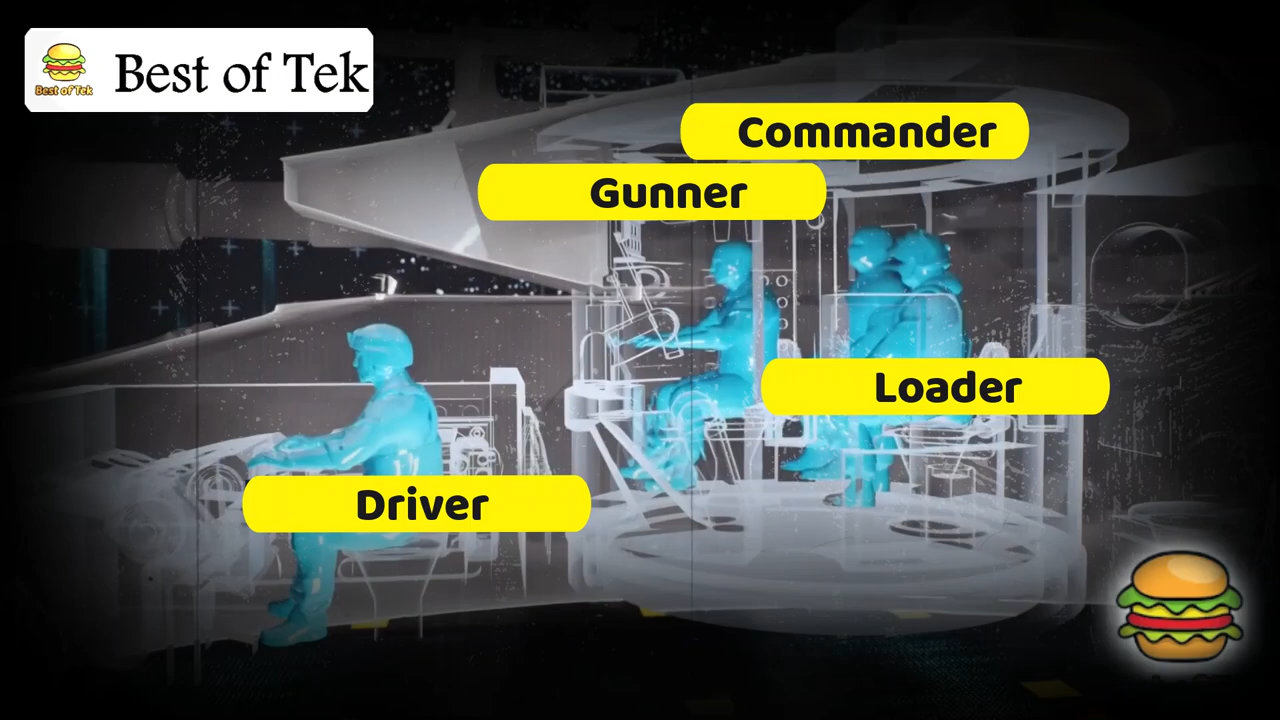 Best of Tek
Best of Tek
Commander
Gunner
Loader
Driver